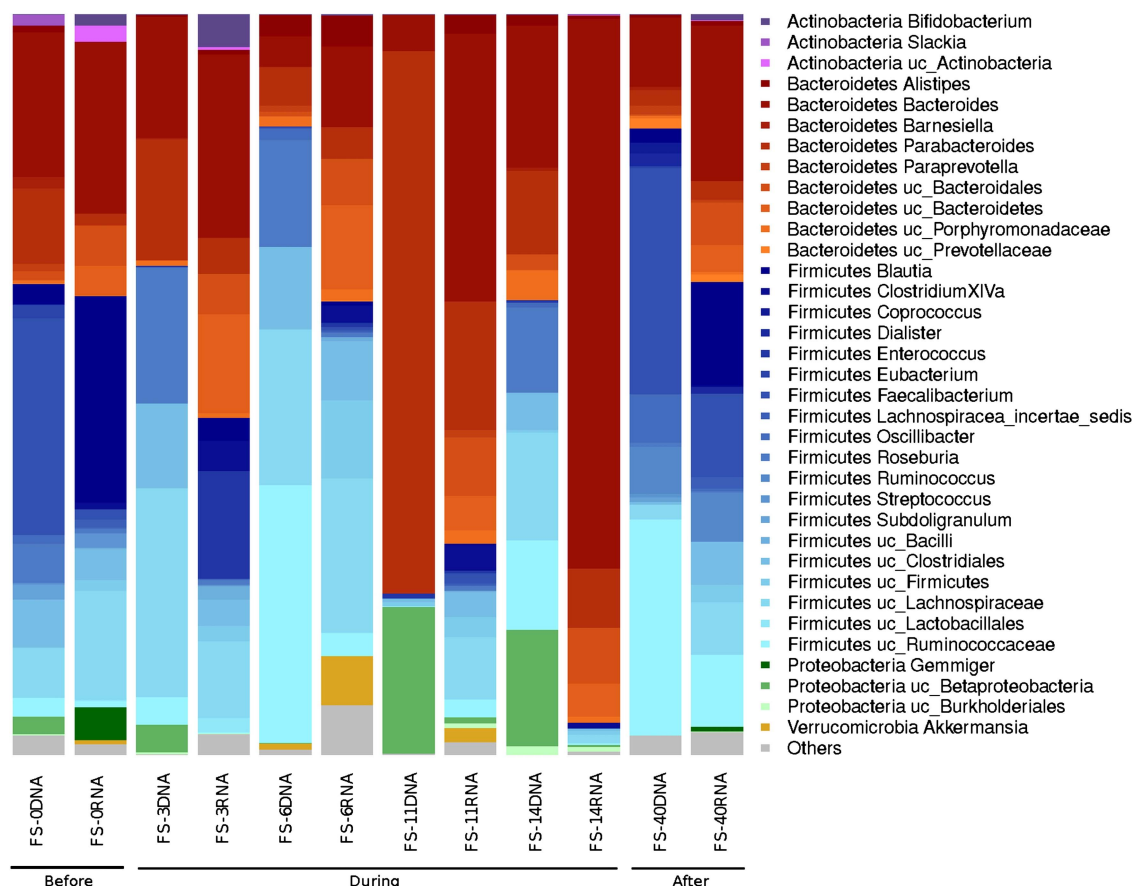 Actinobacteria Bifidobacterium
Actinobacteria Slackia
Actinobacteria uc_Actinobacteria
Bacteroidetes Alistipes
Bacteroidetes Bacteroides
Bacteroidetes Barnesiella
Bacteroidetes Parabacteroides
Bacteroidetes Paraprevotella
Bacteroidetes uc_Bacteroidales
Bacteroidetes uc_Bacteroidetes
Bacteroidetes uc_Porphyromonadaceae
Bacteroidetes uc_Prevotellaceae
Firmicutes Blautia
Firmicutes ClostridiumXIVa
Firmicutes Coprococcus
Firmicutes Dialister
Firmicutes Enterococcus
Firmicutes Eubacterium
Firmicutes Faecalibacterium
Firmicutes Lachnospiracea_incertae_sedis
Firmicutes Oscillibacter
Firmicutes Roseburia
Firmicutes Ruminococcus
Firmicutes Streptococcus
Firmicutes Subdoligranulum
Firmicutes uc_Bacilli
Firmicutes uc_Clostridiales
Firmicutes uc_Firmicutes
Firmicutes uc_Lachnospiraceae
Firmicutes uc_Lactobacillales
Firmicutes uc_Ruminococcaceae
Proteobacteria Gemmiger
Proteobacteria uc_Betaproteobacteria
Proteobacteria uc_Burkholderiales
Verrucomicrobia Akkermansia
Others
FS-0DNA
FS-0RNA
FS-3DNA
FS-3RNA
FS-6DNA
FS-6RNA
FS-11DNA
FS-11RNA
FS-14DNA
FS-14RNA
FS-40DNA
FS-40RNA
Before
During
After